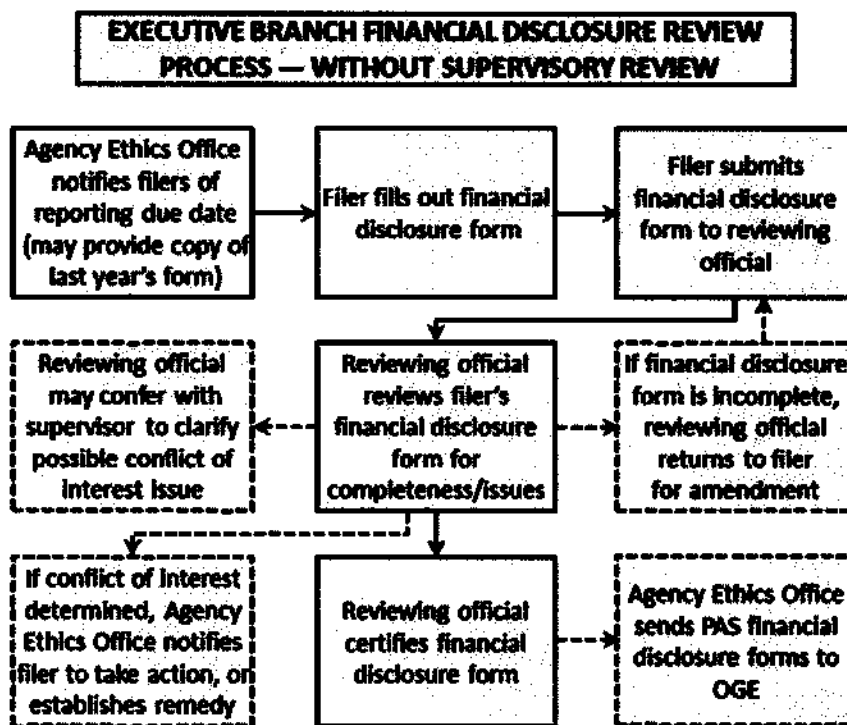 EXECUTIVE BRANCH FINANCIAL DISCLOSURE REVIEW
PROCESS — WITHOUT SUPERVISORY REVIEW
Agency Ethics Office
notifies filers of
reporting due date
(may provide copy of
last year's form)
Filer fills out financial
disclosure form
Filer submits
financial disclosure
form to reviewing
official
Reviewing official
may confer with
supervisor to clarify
possible conflict of
interest issue
Reviewing official
reviews filer's
financial disclosure
form for
completeness/issues
If financial disclosure
form is incomplete,
reviewing official
returns to filer
for amendment
If conflict of interest
determined, Agency
Ethics Office notifies
filer to take action, or
establishes remedy
Reviewing official
certifies financial
disclosure form
Agency Ethics Office
sends PAS financial
disclosure forms to
OGE